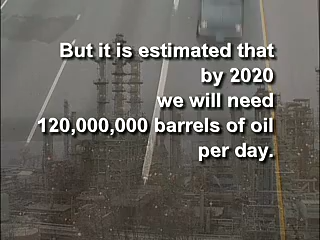 But it is estimated that
by 2020
we will need
120,000,000 barrels of oil
per day.